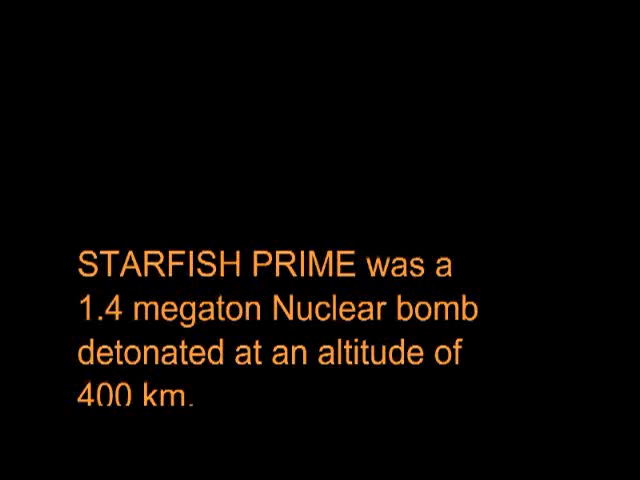 STARFISH PRIME was a
1.4 megaton Nuclear bomb
detonated at an altitude of
400 km.